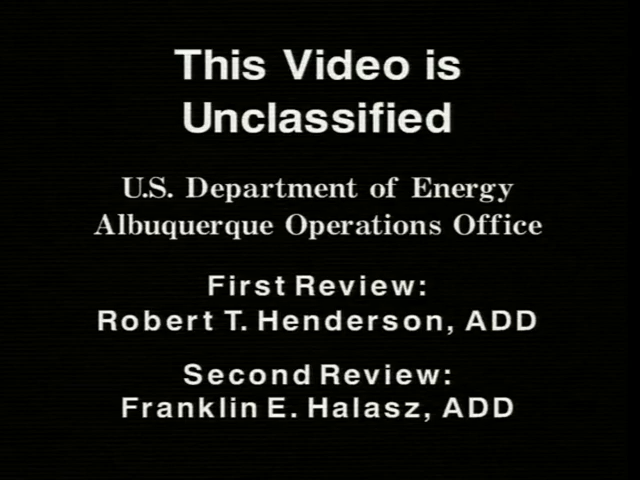 This Video is
Unclassified
U.S. Department of Energy
Albuquerque Operations Office
First Review:
Robert T. Henderson, ADD
Second Review:
Franklin E. Halasz, ADD